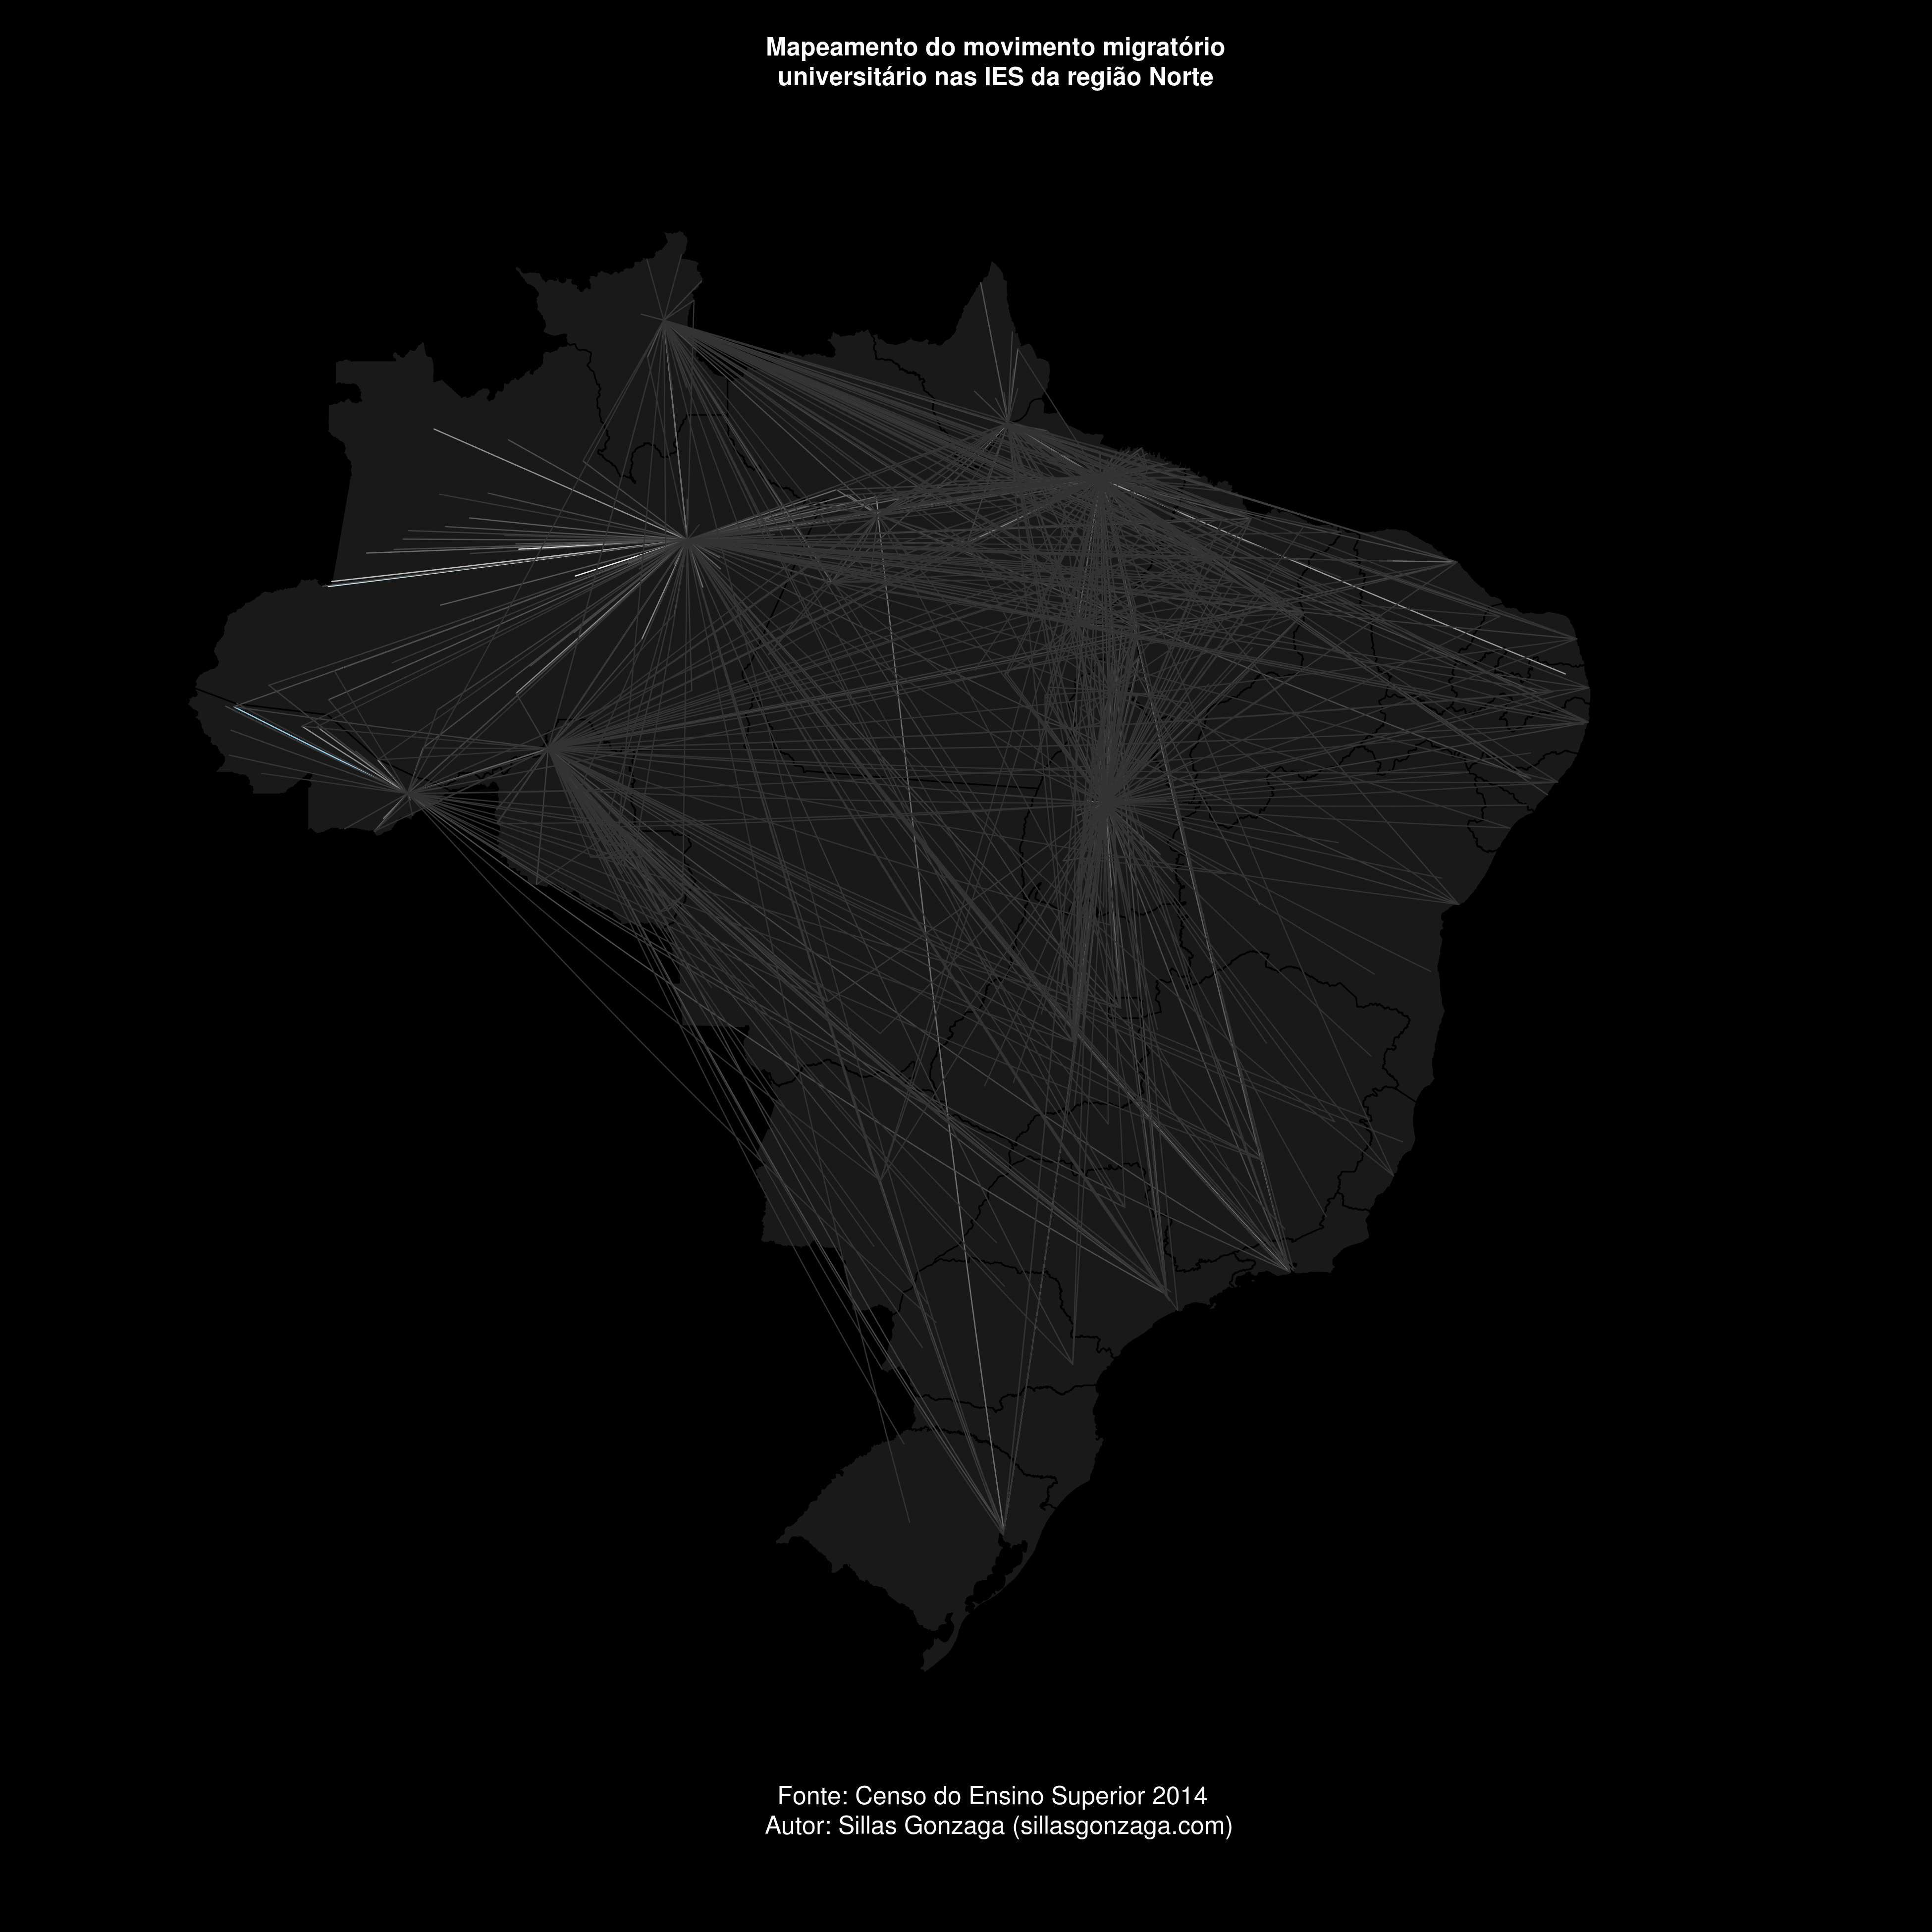 Mapeamento do movimento migratório
universitário nas IES da região Norte
Fonte: Censo do Ensino Superior 2014
Autor: Sillas Gonzaga (sillasgonzaga.com)